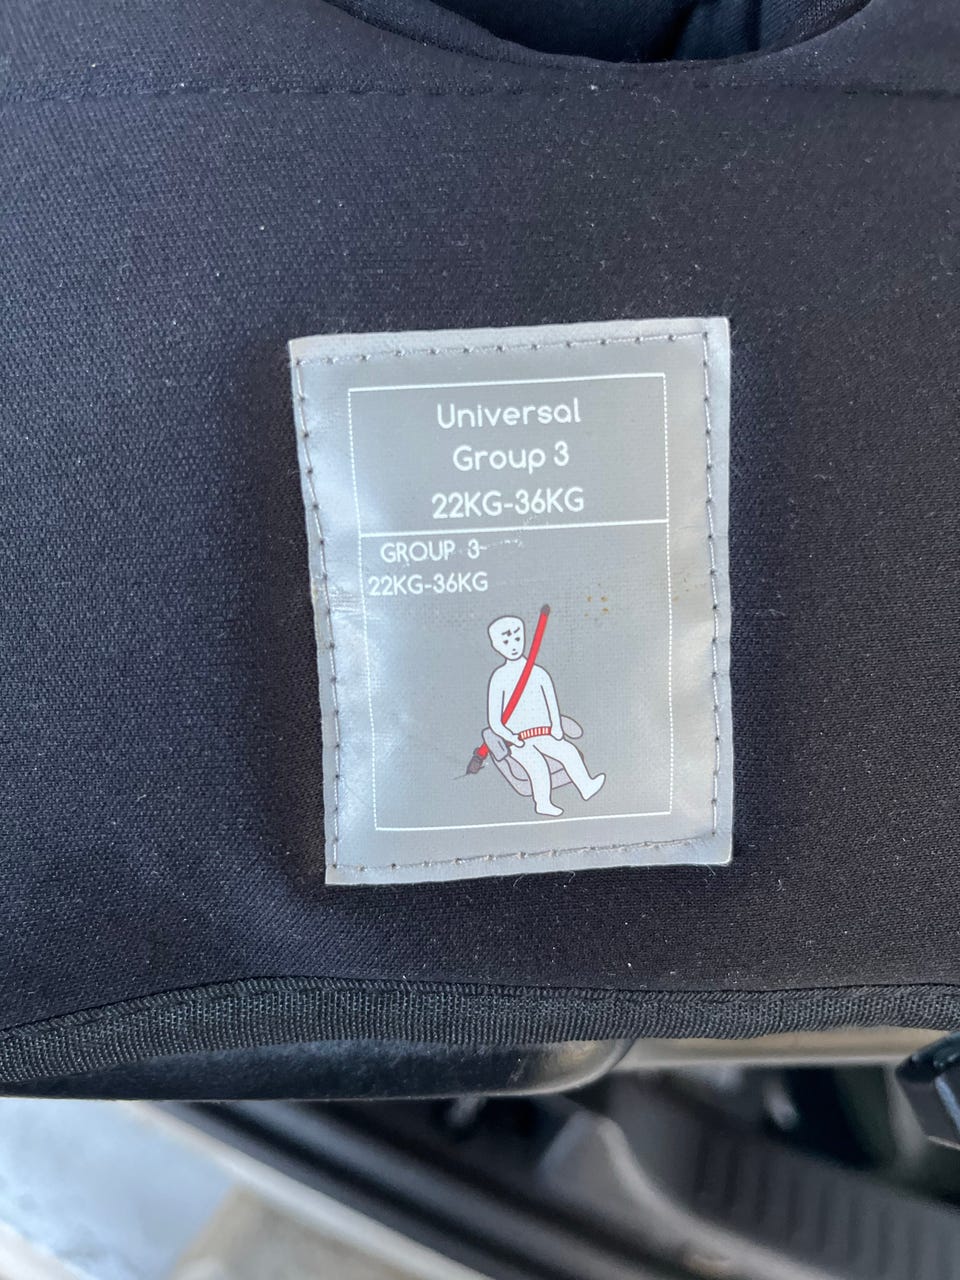 Universal
Group 3
22KG-36KG
GROUP 3-
22KG-36KG